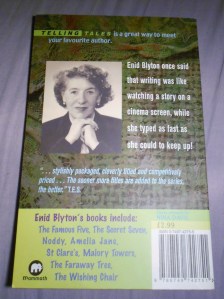 TELLING TALES is a great way to meet
your favourite author.
Enid Blyton once said
that writing was like
watching a story on a
cinema screen, while
she typed as fast as
she could to keep up!
". . . stylishly packaged, cleverly titled and competitively
priced . . . The sooner more titles are added to the series,
the better." T.E.S.
Enid Blyton's books include:
The Famous Five, The Secret Seven,
Noddy, Amelia Jane,
St Clare's, Malory Towers,
The Faraway Tree,
The Wishing Chair
£1.99
Mammoth